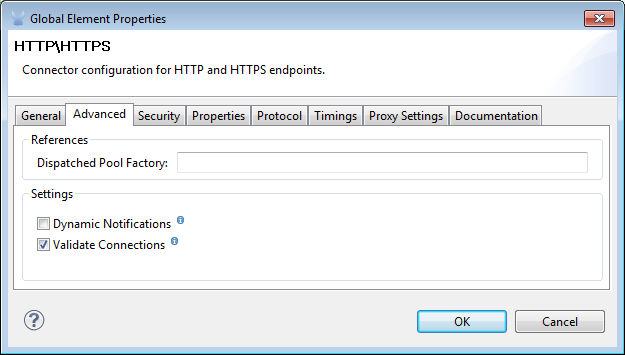 Global Element Properties
HTTP\HTTPS
Connector configuration for HTTP and HTTPS endpoints.
General Advanced Security Properties Protocol Timings Proxy Settings Documentation
References
Dispatched Pool Factory:
Settings
Dynamic Notifications
Validate Connections
OK Cancel